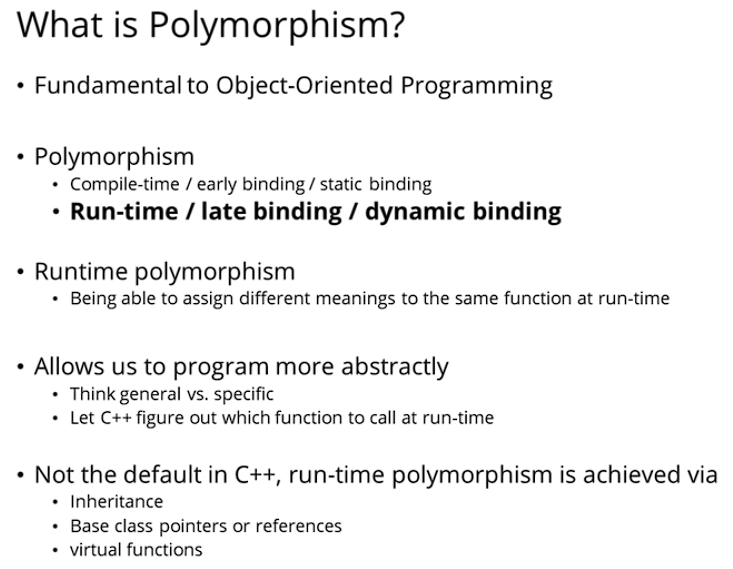 What is Polymorphism?
• Fundamental to Object-Oriented Programming
• Polymorphism
• Compile-time / early binding / static binding
• Run-time / late binding / dynamic binding
• Runtime polymorphism
• Being able to assign different meanings to the same function at run-time
• Allows us to program more abstractly
• Think general vs. specific
• Let C++ figure out which function to call at run-time
• Not the default in C++, run-time polymorphism is achieved via
• Inheritance
• Base class pointers or references
• virtual functions